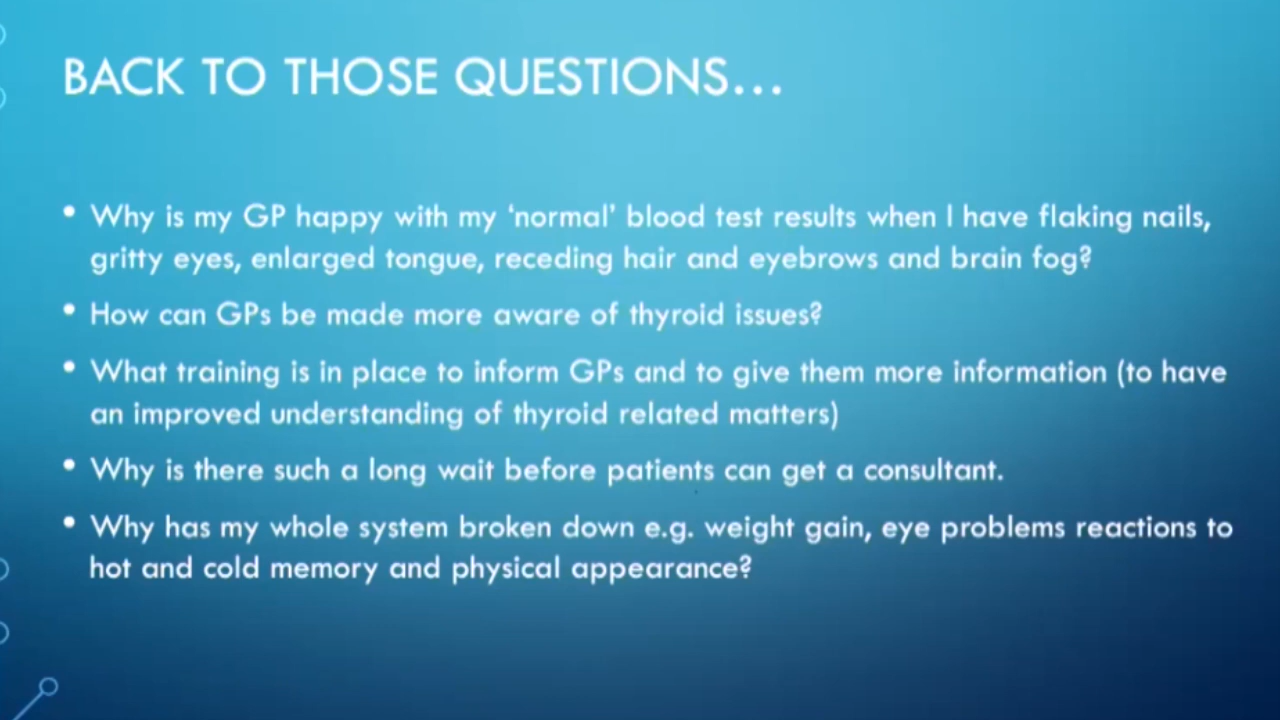 BACK TO THOSE QUESTIONS...
• Why is my GP happy with my ‘normal’ blood test results when I have flaking nails,
gritty eyes, enlarged tongue, receding hair and eyebrows and brain fog?
• How can GPs be made more aware of thyroid issues?
• What training is in place to inform GPs and to give them more information (to have
an improved understanding of thyroid related matters)
• Why is there such a long wait before patients can get a consultant.
• Why has my whole system broken down e.g. weight gain, eye problems reactions to
hot and cold memory and physical appearance?